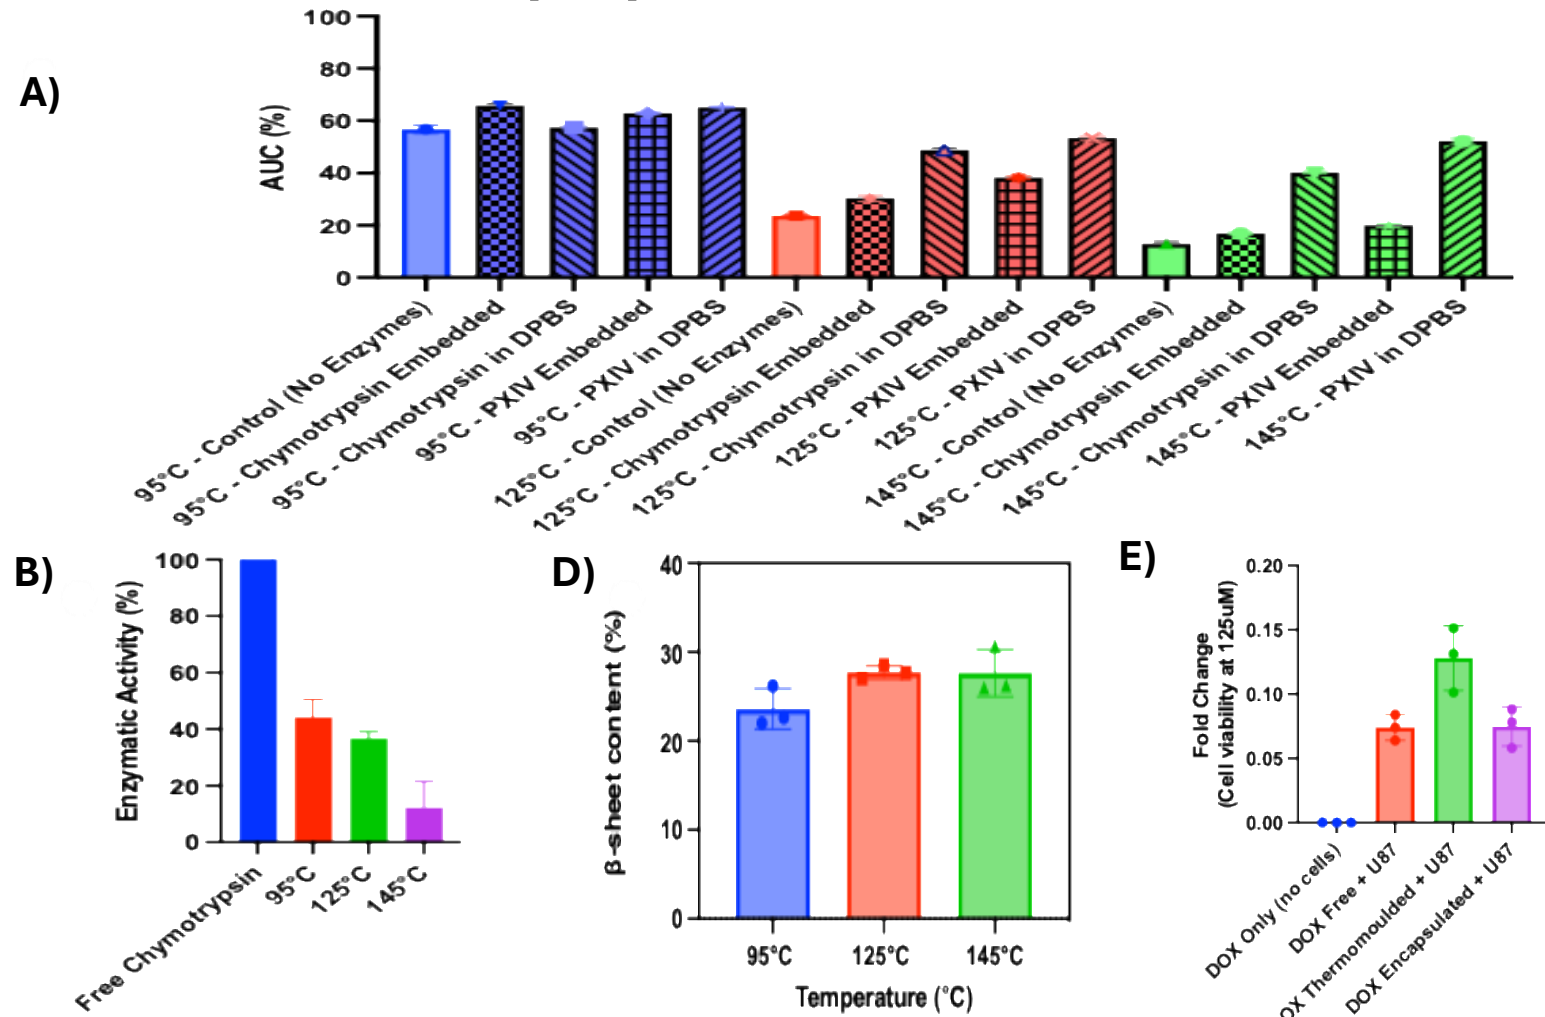 A)
AUC (%)
100
80
60
40
20
0
95°C - Control (No Enzymes)
95°C - Chymotrypsin Embedded
95°C - Chymotrypsin in DPBS
95°C - PXIV Embedded
95°C - PXIV in DPBS
125°C - Control (No Enzymes)
125°C - Chymotrypsin Embedded
125°C - Chymotrypsin in DPBS
125°C - PXIV Embedded
125°C - PXIV in DPBS
145°C - Control (No Enzymes)
145°C - Chymotrypsin Embedded
145°C - Chymotrypsin in DPBS
145°C - PXIV Embedded
145°C - PXIV in DPBS
B)
Enzymatic Activity (%)
100
80
60
40
20
0
Free Chymotrypsin
95°C
125°C
145°C
D)
β-sheet content (%)
40
30
20
10
0
95°C
125°C
145°C
Temperature (°C)
E)
Fold Change
(Cell viability at 125uM)
0.20
0.15
0.10
0.05
0.00
DOX Only (no cells)
DOX Free + U87
OX Thermomoulded + U87
DOX Encapsulated + U87